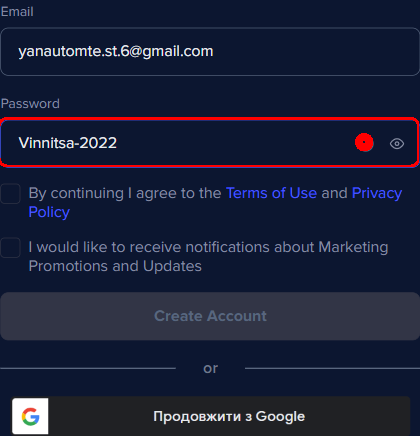 Email
yanautomte.st.6@gmail.com
Password
Vinnitsa-2022
By continuing I agree to the Terms of Use and Privacy
Policy
I would like to receive notifications about Marketing
Promotions and Updates
Create Account
or
Продовжити з Google